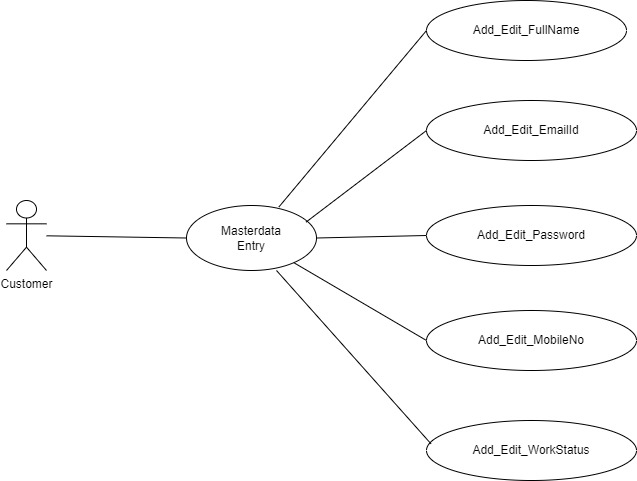 Add_Edit_FullName
Add_Edit_EmailId
Masterdata
Entry
Add_Edit_Password
Customer
Add_Edit_MobileNo
Add_Edit_WorkStatus